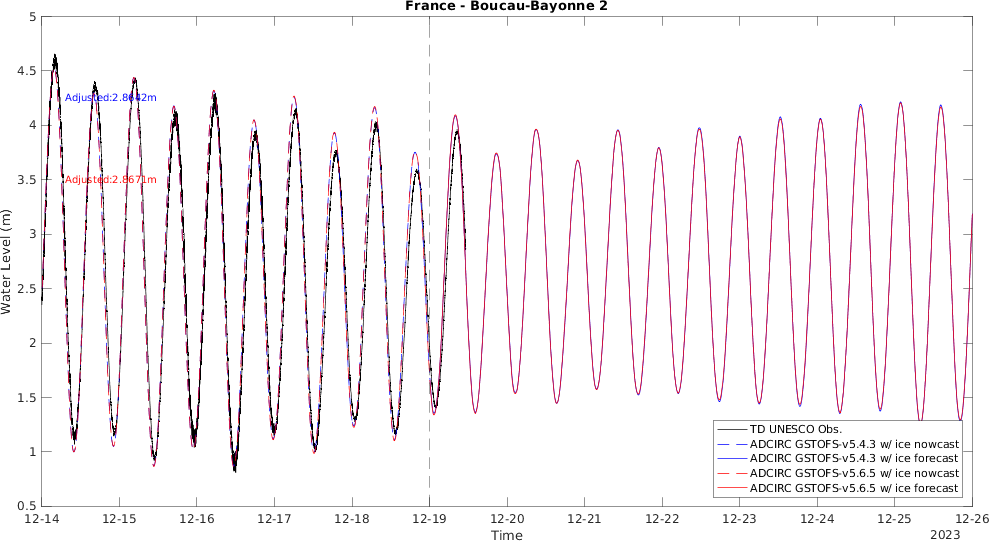 France - Boucau-Bayonne 2
5
4.5
4
3.5
3
2.5
2
1.5
1
0.5
Water Level (m)
Adjusted:2.8642m
Adjusted:2.8671m
TD UNESCO Obs.
ADCIRC GSTOFS-v5.4.3 w/ ice nowcast
ADCIRC GSTOFS-v5.4.3 w/ ice forecast
ADCIRC GSTOFS-v5.6.5 w/ ice nowcast
ADCIRC GSTOFS-v5.6.5 w/ ice forecast
12-14 12-15 12-16 12-17 12-18 12-19 12-20 12-21 12-22 12-23 12-24 12-25 12-26
Time
2023